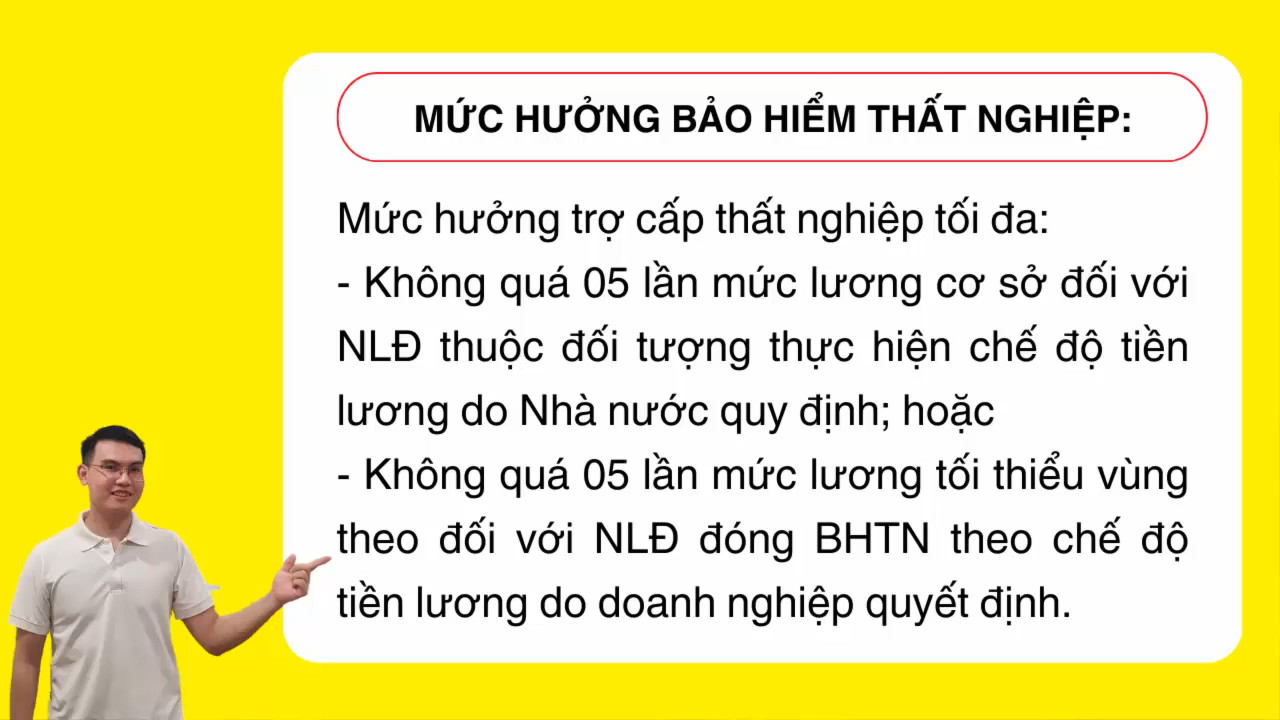 MỨC HƯỞNG BẢO HIỂM THẤT NGHIỆP:
Mức hưởng trợ cấp thất nghiệp tối đa:
- Không quá 05 lần mức lương cơ sở đối với
NLĐ thuộc đối tượng thực hiện chế độ tiền
lương do Nhà nước quy định; hoặc
- Không quá 05 lần mức lương tối thiểu vùng
theo đối với NLĐ đóng BHTN theo chế độ
tiền lương do doanh nghiệp quyết định.